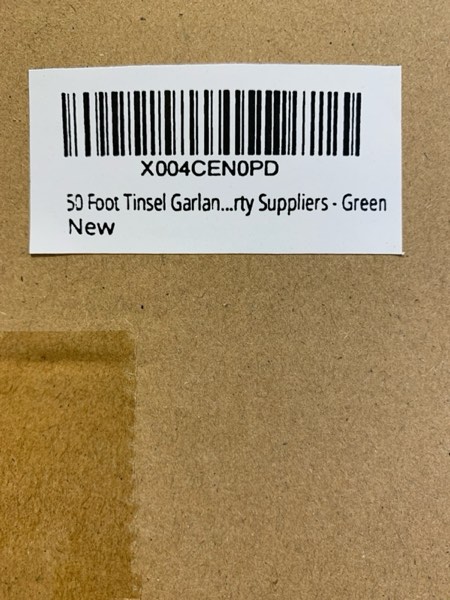 X004CEN0PD
50 Foot Tinsel Garlan...rty Suppliers - Green
New